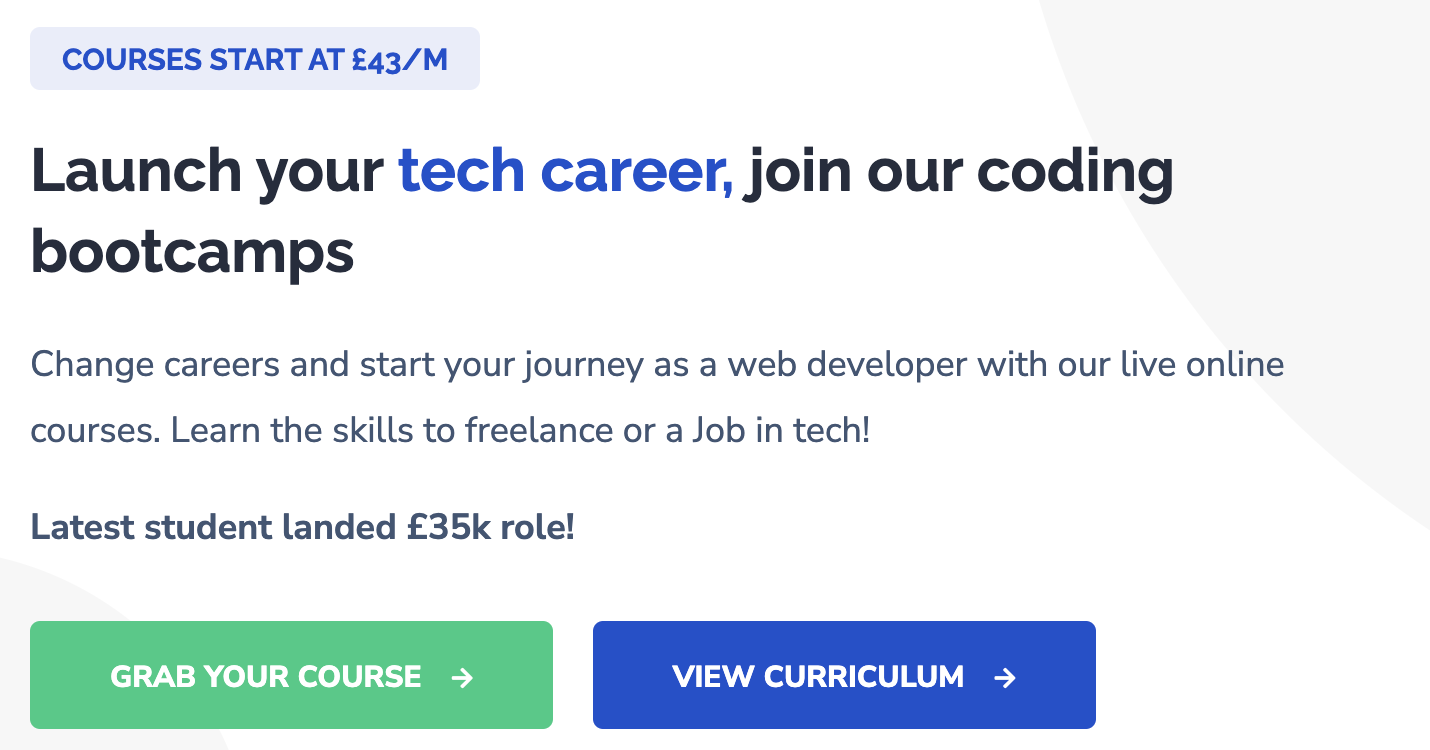 COURSES START AT £43/M
Launch your tech career, join our coding
bootcamps
Change careers and start your journey as a web developer with our live online
courses. Learn the skills to freelance or a Job in tech!
Latest student landed £35k role!
GRAB YOUR COURSE →
VIEW CURRICULUM →